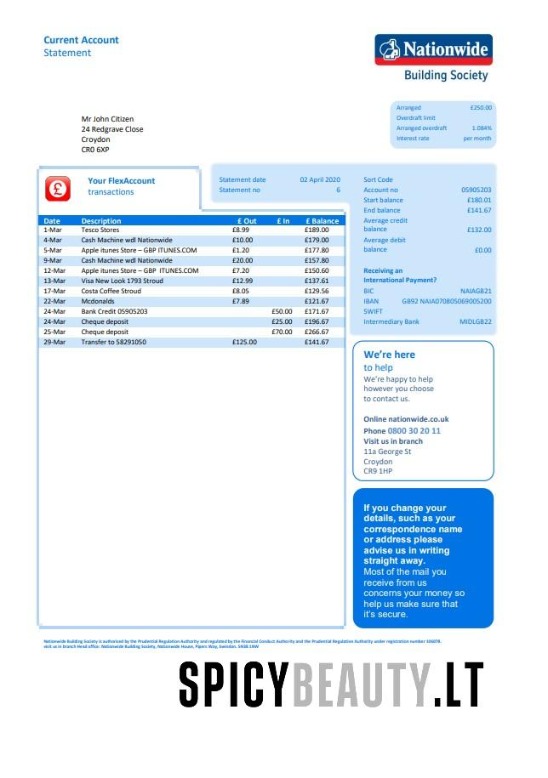 Current Account
Statement
Nationwide
Building Society
Arranged £250.00
Overdraft limit
Arranged overdraft 1.084%
Interest rate per month
Mr John Citizen
24 Redgrave Close
Croydon
CR0 6XP
Your FlexAccount
transactions
Statement date 02 April 2020
Statement no 6
Sort Code
Account no 05905203
Start balance £180.01
End balance £141.67
Average credit
balance £132.00
Average debit
balance £0.00
Receiving an
International Payment?
BIC NAIAGB21
IBAN GB92 NAIA070805069005200
SWIFT
Intermediary Bank MIDLGB22
Date Description £ Out £ In £ Balance
1-Mar Tesco Stores £8.99 £189.00
4-Mar Cash Machine wdl Nationwide £10.00 £179.00
5-Mar Apple itunes Store – GBP ITUNES.COM £1.20 £177.80
9-Mar Cash Machine wdl Nationwide £20.00 £157.80
12-Mar Apple itunes Store – GBP ITUNES.COM £7.20 £150.60
13-Mar Visa New Look 1793 Stroud £12.99 £137.61
17-Mar Costa Coffee Stroud £8.05 £129.56
22-Mar Mcdonalds £7.89 £121.67
24-Mar Bank Credit 05905203 £50.00 £171.67
24-Mar Cheque deposit £25.00 £196.67
25-Mar Cheque deposit £70.00 £266.67
29-Mar Transfer to 58291050 £125.00 £141.67
We're here
to help
We're happy to help
however you choose
to contact us.
Online nationwide.co.uk
Phone 0800 30 20 11
Visit us in branch
11a George St
Croydon
CR9 1HP
If you change your
details, such as your
correspondence name
or address please
advise us in writing
straight away.
Most of the mail you
receive from us
concerns your money so
help us make sure that
it's secure.
Nationwide Building Society is authorised by the Prudential Regulation Authority and regulated by the Financial Conduct Authority and the Prudential Regulation Authority under registration number
Head office: Nationwide Building Society, Nationwide House, Pipers Way, Swindon.
SPICYBEAUTY.LT